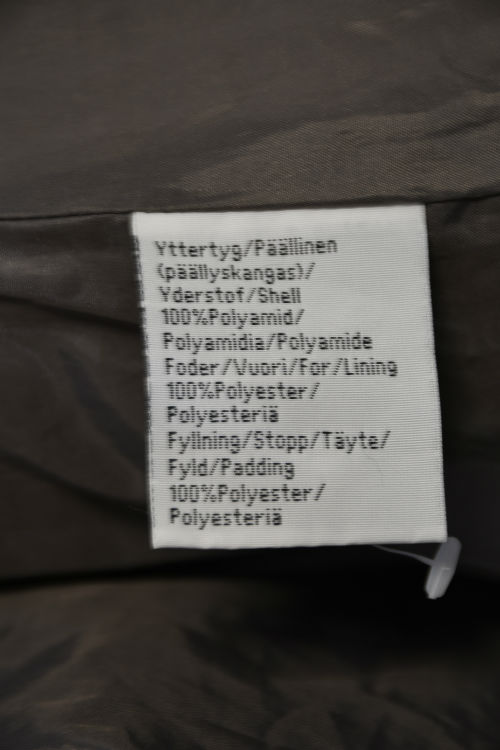 Yttertyg/Päällinen
(päällyskangas)/
Yderstof/Shell
100%Polyamid/
Polyamidia/Polyamide
Foder/Vuori/For/Lining
100%Polyester/
Polyesteriä
Fyllning/Stopp/Täyte/
Fyld/Padding
100%Polyester/
Polyesteriä